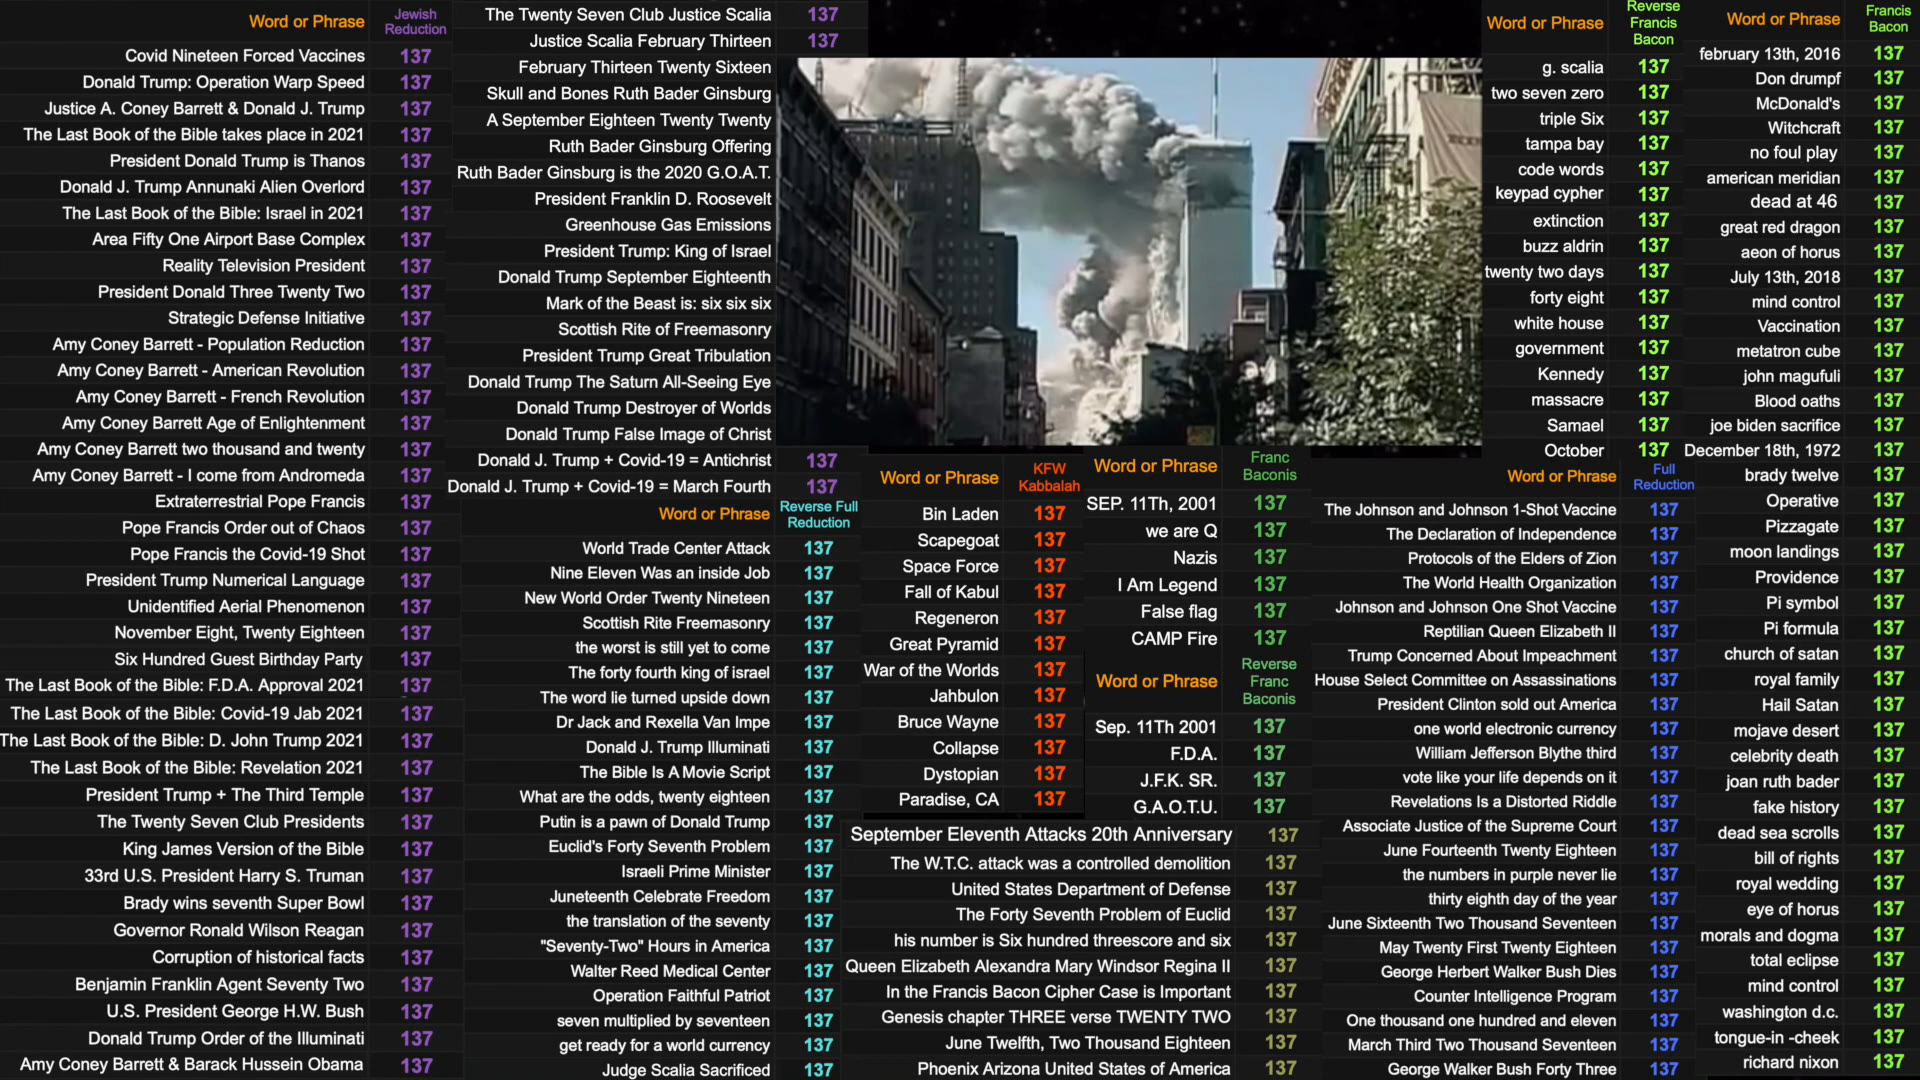 Word or Phrase Jewish Reduction
Covid Nineteen Forced Vaccines 137
Donald Trump: Operation Warp Speed 137
Justice A. Coney Barrett & Donald J. Trump 137
The Last Book of the Bible takes place in 2021 137
President Donald Trump is Thanos 137
Donald J. Trump Annunaki Alien Overlord 137
The Last Book of the Bible: Israel in 2021 137
Area Fifty One Airport Base Complex 137
Reality Television President 137
President Donald Three Twenty Two 137
Strategic Defense Initiative 137
Amy Coney Barrett - Population Reduction 137
Amy Coney Barrett - American Revolution 137
Amy Coney Barrett - French Revolution 137
Amy Coney Barrett Age of Enlightenment 137
Amy Coney Barrett two thousand and twenty 137
Amy Coney Barrett - I come from Andromeda 137
Extraterrestrial Pope Francis 137
Pope Francis Order out of Chaos 137
Pope Francis the Covid-19 Shot 137
President Trump Numerical Language 137
Unidentified Aerial Phenomenon 137
November Eight, Twenty Eighteen 137
Six Hundred Guest Birthday Party 137
The Last Book of the Bible: F.D.A. Approval 2021 137
The Last Book of the Bible: Covid-19 Jab 2021 137
The Last Book of the Bible: D. John Trump 2021 137
The Last Book of the Bible: Revelation 2021 137
President Trump + The Third Temple 137
The Twenty Seven Club Presidents 137
King James Version of the Bible 137
33rd U.S. President Harry S. Truman 137
Brady wins seventh Super Bowl 137
Governor Ronald Wilson Reagan 137
Corruption of historical facts 137
Benjamin Franklin Agent Seventy Two 137
U.S. President George H.W. Bush 137
Donald Trump Order of the Illuminati 137
Amy Coney Barrett & Barack Hussein Obama 137
The Twenty Seven Club Justice Scalia 137
Justice Scalia February Thirteen 137
February Thirteen Twenty Sixteen
Skull and Bones Ruth Bader Ginsburg
A September Eighteen Twenty Twenty
Ruth Bader Ginsburg Offering
Ruth Bader Ginsburg is the 2020 G.O.A.T.
President Franklin D. Roosevelt
Greenhouse Gas Emissions
President Trump: King of Israel
Donald Trump September Eighteenth
Mark of the Beast is: six six six
Scottish Rite of Freemasonry
President Trump Great Tribulation
Donald Trump The Saturn All-Seeing Eye
Donald Trump Destroyer of Worlds
Donald Trump False Image of Christ
Donald J. Trump + Covid-19 = Antichrist 137
Donald J. Trump + Covid-19 = March Fourth 137
Word or Phrase Reverse Full Reduction
World Trade Center Attack 137
Nine Eleven Was an inside Job 137
New World Order Twenty Nineteen 137
Scottish Rite Freemasonry 137
the worst is still yet to come 137
The forty fourth king of israel 137
The word lie turned upside down 137
Dr Jack and Rexella Van Impe 137
Donald J. Trump Illuminati 137
The Bible Is A Movie Script 137
What are the odds, twenty eighteen 137
Putin is a pawn of Donald Trump 137
Euclid's Forty Seventh Problem 137
Israeli Prime Minister 137
Juneteenth Celebrate Freedom 137
the translation of the seventy 137
"Seventy-Two" Hours in America 137
Walter Reed Medical Center 137
Operation Faithful Patriot 137
seven multiplied by seventeen 137
get ready for a world currency 137
Judge Scalia Sacrificed 137
Word or Phrase KFW Kabbalah
Bin Laden 137
Scapegoat 137
Space Force 137
Fall of Kabul 137
Regeneron 137
Great Pyramid 137
War of the Worlds 137
Jahbulon 137
Bruce Wayne 137
Collapse 137
Dystopian 137
Paradise, CA 137
Word or Phrase Franc Baconis
SEP. 11Th, 2001 137
we are Q 137
Nazis 137
I Am Legend 137
False flag 137
CAMP Fire 137
Word or Phrase Reverse Franc Baconis
Sep. 11Th 2001 137
F.D.A. 137
J.F.K. SR. 137
G.A.O.T.U. 137
September Eleventh Attacks 20th Anniversary 137
The W.T.C. attack was a controlled demolition 137
United States Department of Defense 137
The Forty Seventh Problem of Euclid 137
his number is Six hundred threescore and six 137
Queen Elizabeth Alexandra Mary Windsor Regina II 137
In the Francis Bacon Cipher Case is Important 137
Genesis chapter THREE verse TWENTY TWO 137
June Twelfth, Two Thousand Eighteen 137
Phoenix Arizona United States of America 137
Word or Phrase Reverse Francis Bacon
g. scalia 137
two seven zero 137
triple Six 137
tampa bay 137
code words 137
keypad cypher 137
extinction 137
buzz aldrin 137
twenty two days 137
forty eight 137
white house 137
government 137
Kennedy 137
massacre 137
Samael 137
October 137
Word or Phrase Full Reduction
The Johnson and Johnson 1-Shot Vaccine 137
The Declaration of Independence 137
Protocols of the Elders of Zion 137
The World Health Organization 137
Johnson and Johnson One Shot Vaccine 137
Reptilian Queen Elizabeth II 137
Trump Concerned About Impeachment 137
House Select Committee on Assassinations 137
President Clinton sold out America 137
one world electronic currency 137
William Jefferson Blythe third 137
vote like your life depends on it 137
Revelations Is a Distorted Riddle 137
Associate Justice of the Supreme Court 137
June Fourteenth Twenty Eighteen 137
the numbers in purple never lie 137
thirty eighth day of the year 137
June Sixteenth Two Thousand Seventeen 137
May Twenty First Twenty Eighteen 137
George Herbert Walker Bush Dies 137
Counter Intelligence Program 137
One thousand one hundred and eleven 137
March Third Two Thousand Seventeen 137
George Walker Bush Forty Three 137
Word or Phrase Francis Bacon
february 13th, 2016 137
Don drumpf 137
McDonald's 137
Witchcraft 137
no foul play 137
american meridian 137
dead at 46 137
great red dragon 137
aeon of horus 137
July 13th, 2018 137
mind control 137
Vaccination 137
metatron cube 137
john magufuli 137
Blood oaths 137
joe biden sacrifice 137
December 18th, 1972 137
brady twelve 137
Operative 137
Pizzagate 137
moon landings 137
Providence 137
Pi symbol 137
Pi formula 137
church of satan 137
royal family 137
Hail Satan 137
mojave desert 137
celebrity death 137
joan ruth bader 137
fake history 137
dead sea scrolls 137
bill of rights 137
royal wedding 137
eye of horus 137
morals and dogma 137
total eclipse 137
mind control 137
washington d.c. 137
tongue-in -cheek 137
richard nixon 137